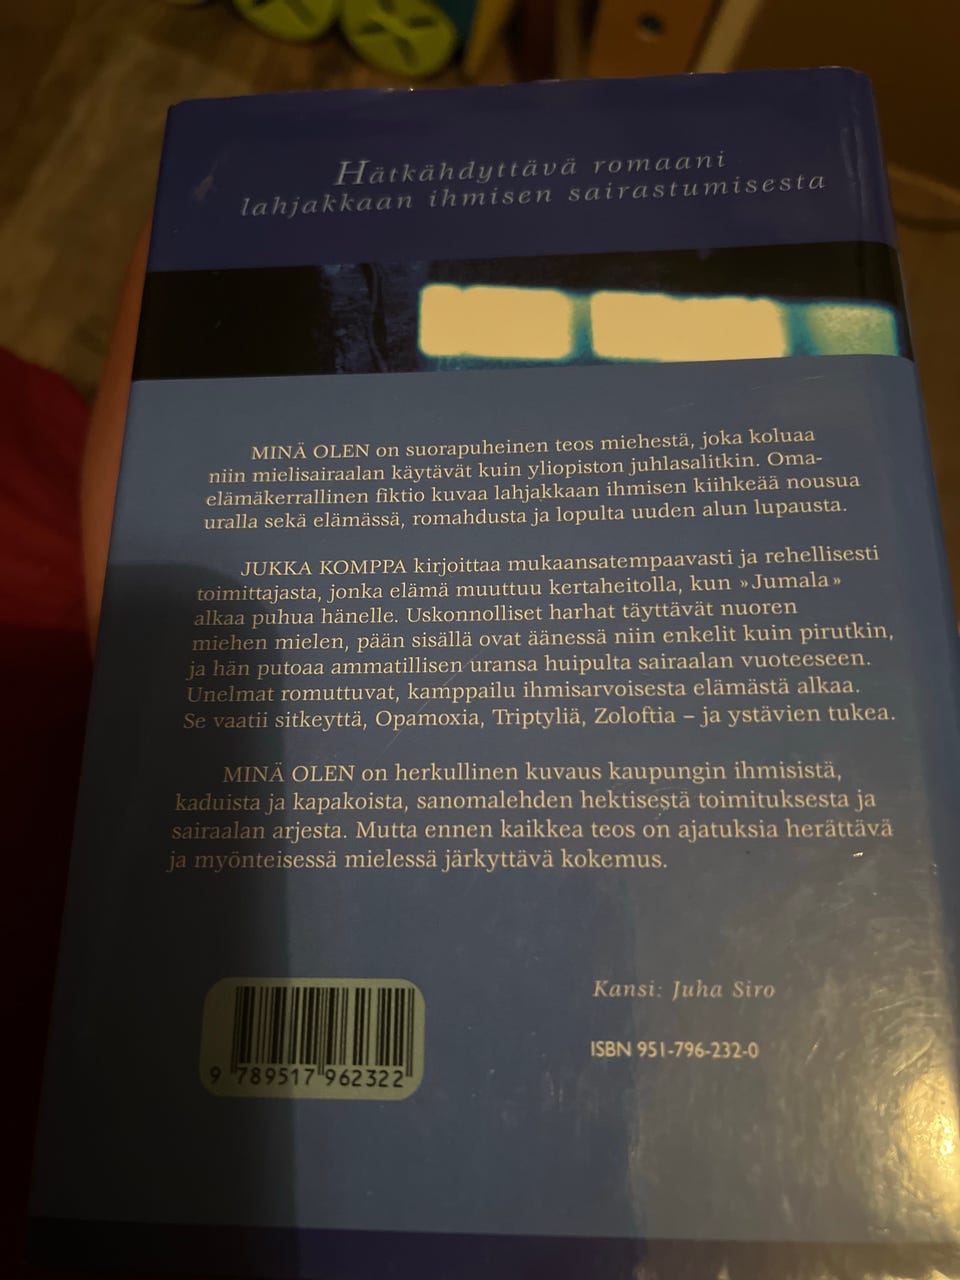 Hätkähdyttävä romaani
lahjakkaan ihmisen sairastumisesta
MINÄ OLEN on suorapuheinen teos miehestä, joka koluaa
niin mielisairaalan käytävät kuin yliopiston juhlasalitkin. Oma-
elämäkerrallinen fiktio kuvaa lahjakkaan ihmisen kiihkeää nousua
uralla sekä elämässä, romahdusta ja lopulta uuden alun lupausta.
JUKKA KOMPPA kirjoittaa mukaansatempaavasti ja rehellisesti
toimittajasta, jonka elämä muuttuu kertaheitolla, kun »Jumala»
alkaa puhua hänelle. Uskonnolliset harhat täyttävät nuoren
miehen mielen, pään sisällä ovat äänessä niin enkelit kuin pirutkin,
ja hän putoaa ammatillisen uransa huipulta sairaalan vuoteeseen.
Unelmat romuttuvat, kamppailu ihmisarvoisesta elämästä alkaa.
Se vaatii sitkeyttä, Opamoxia, Triptyliä, Zoloftia – ja ystävien tukea.
MINÄ OLEN on herkullinen kuvaus kaupungin ihmisistä,
kaduista ja kapakoista, sanomalehden hektisestä toimituksesta ja
sairaalan arjesta. Mutta ennen kaikkea teos on ajatuksia herättävä
ja myönteisessä mielessä järkyttävä kokemus.
Kansi: Juha Siro
ISBN 951-796-232-0
9 789517 962322